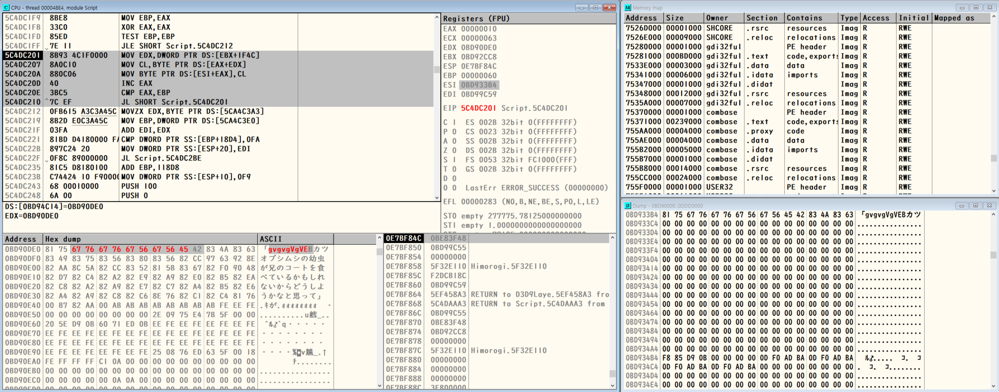 CPU - thread 000048E4, module Script
5C4DC1F9 8BE8 MOV EBP,EAX
5C4DC1FB 33C0 XOR EAX,EAX
5C4DC1FD 85ED TEST EBP,EBP
5C4DC1FF 7E 11 JLE SHORT Script.5C4DC212
5C4DC201 8B93 4C1F0000 MOV EDX,DWORD PTR DS:[EBX+1F4C]
5C4DC207 8A0C10 MOV CL,BYTE PTR DS:[EAX+EDX]
5C4DC20A 880C06 MOV BYTE PTR DS:[ESI+EAX],CL
5C4DC20D 40 INC EAX
5C4DC20E 3BC5 CMP EAX,EBP
5C4DC210 7C EF JL SHORT Script.5C4DC201
5C4DC212 0FB615 A3C3A45C MOVZX EDX,BYTE PTR DS:[5CA4C3A3]
5C4DC219 8B2D E0C3A45C MOV EBP,DWORD PTR DS:[5CA4C3E0]
5C4DC21F 03FA ADD EDI,EDX
5C4DC221 81BD D4180000 FA CMP DWORD PTR SS:[EBP+18D4],0FA
5C4DC22B 897C24 20 MOV DWORD PTR SS:[ESP+20],EDI
5C4DC22F 0F8C 89000000 JL Script.5C4DC2BE
5C4DC235 81C5 D8180100 ADD EBP,118D8
5C4DC23B C74424 10 F9000 MOV DWORD PTR SS:[ESP+10],0F9
5C4DC243 68 00010000 PUSH 100
5C4DC248 6A 00 PUSH 0
DS:[0BD94C14]=0BD90DE0
EDX=0BD90DE0
Registers (FPU)
EAX 00000010
ECX 00000063
EDX 0BD90DE0
EBX 0BD92CC8
ESP 0E7BF84C
EBP 00000060
ESI 0BD933B4
EDI 0BD99C59
EIP 5C4DC201 Script.5C4DC201
C 1 ES 002B 32bit 0(FFFFFFFF)
P 0 CS 0023 32bit 0(FFFFFFFF)
A 0 SS 002B 32bit 0(FFFFFFFF)
Z 0 DS 002B 32bit 0(FFFFFFFF)
S 1 FS 0053 32bit FC1000(FFF)
T 0 GS 002B 32bit 0(FFFFFFFF)
D 0
O 0 LastErr ERROR_SUCCESS (00000000)
EFL 00000283 (NO,B,NE,BE,S,PO,L,LE)
ST0 empty 277775.78125000000000
ST1 empty 1.0000000000000000000
Address Hex dump ASCII
0BD90DE0 81 75 67 76 67 76 67 56 67 56 45 42 83 4A 83 63 「gvgvgVgVEBカツ
0BD90DF0 83 49 83 75 83 56 83 80 83 56 82 CC 97 63 92 8E オブシムシの幼虫
0BD90E00 82 AA 8C 5A 82 CC 83 52 81 5B 83 67 82 F0 90 48 が兄のコートを食
0BD90E10 82 D7 82 C4 82 A2 82 E9 82 A9 82 E0 82 B5 82 EA べているかもしれ
0BD90E20 82 C8 82 A2 82 A9 82 E7 82 C7 82 A4 82 B5 82 E6 ないからどうしよ
0BD90E30 82 A4 82 A9 82 C8 82 C6 8E 76 82 C1 82 C4 81 76 うかなと思って」
0BD90E40 00 B7 82 AA 00 AB AB AB AB AB AB AB AB FE EE FE .キが.ォォォォォォォォ ・
0BD90E50 00 00 00 00 00 00 00 00 2E 09 75 E4 7B 5F 00 00
0BD90E60 20 5E D9 0B 60 71 ED 0B EE FE EE FE EE FE EE FE ^ル♂`q・・・・・
0BD90E70 EE FE EE FE EE FE EE FE EE FE EE FE EE FE EE FE ・・・・・・・・
0BD90E80 EE FE EE FE EE FE EE FE EE FE EE FE EE FE EE FE ・・・・・・・・
0BD90E90 EE FE EE FE EE FE EE FE 25 08 76 ED 63 5F 00 18
0BD90EA0 FE FF FF FF C1 0A 00 00 00 00 00 00 00 00 00 00 チ.........
0BD90EB0 00 00 00 00 00 00 00 00 00 00 00 00 00 00 00 00 ................
0BD90EC0 00 00 00 00 00 0A 0A 00 00 00 00 00 00 00 00 00 ................
0E7BF84C 0BE83F48
0E7BF850 0BD99C55
0E7BF854 00000000
0E7BF858 5F32E110 Himorogi.5F32E110
0E7BF85C F2DCB18C
0E7BF860 0BD99C59
0E7BF864 5EF458A3 RETURN to D3D9Laye.5EF458A3 fro
0E7BF868 5C4DAAA3 RETURN to Script.5C4DAAA3 from
0E7BF86C 0BD99C55
0E7BF870 0BE83F48
0E7BF874 0BD92CC8
0E7BF878 00000000
0E7BF87C 5F32E110 Himorogi.5F32E110
0E7BF880 00000000
0E7BF884 00000000
0E7BF888 00000000
0E7BF88C 3F800000
Memory map
Address Size Owner Section Contains Type Access Initial Mapped as
7526D000 00001000 SHCORE .rsrc resources Imag R RWE
7526E000 00009000 SHCORE .reloc relocations Imag R RWE
75280000 00001000 gdi32ful PE header Imag R RWE
75281000 000BD000 gdi32ful .text code,exports Imag R RWE
7533E000 00003000 gdi32ful .data data Imag R RWE
75341000 00006000 gdi32ful .idata imports Imag R RWE
75347000 00001000 gdi32ful .didat Imag R RWE
75348000 00012000 gdi32ful .rsrc resources Imag R RWE
7535A000 00007000 gdi32ful .reloc relocations Imag R RWE
75370000 00001000 combase PE header Imag R RWE
75371000 00239000 combase .text code,exports Imag R RWE
755AA000 00004000 combase .proxy code Imag R RWE
755AE000 00004000 combase .data data Imag R RWE
755B2000 00005000 combase .idata imports Imag R RWE
755B7000 00001000 combase .didat Imag R RWE
755B8000 00014000 combase .rsrc resources Imag R RWE
755CC000 00024000 combase .reloc relocations Imag R RWE
755F0000 00001000 USER32 PE header Imag R RWE
Dump - 0BD90000..0DDD0000
0BD933B4 81 75 67 76 67 76 67 56 67 56 45 42 83 4A 83 63 「gvgvgVgVEBカツ
0BD933C4 00 00 00 00 00 00 00 00 00 00 00 00 00 00 00 00 ................
0BD933D4 00 00 00 00 00 00 00 00 00 00 00 00 00 00 00 00 ................
0BD933E4 00 00 00 00 00 00 00 00 00 00 00 00 00 00 00 00 ................
0BD933F4 00 00 00 00 00 00 00 00 00 00 00 00 00 00 00 00 ................
0BD93404 00 00 00 00 00 00 00 00 00 00 00 00 00 00 00 00 ................
0BD93414 00 00 00 00 00 00 00 00 00 00 00 00 00 00 00 00 ................
0BD93424 00 00 00 00 00 00 00 00 00 00 00 00 00 00 00 00 ................
0BD93434 00 00 00 00 00 00 00 00 00 00 00 00 00 00 00 00 ................
0BD93444 00 00 00 00 00 00 00 00 00 00 00 00 00 00 00 00 ................
0BD93454 00 00 00 00 00 00 00 00 00 00 00 00 00 00 00 00 ................
0BD93464 00 00 00 00 00 00 00 00 00 00 00 00 00 00 00 00 ................
0BD93474 00 00 00 00 00 00 00 00 00 00 00 00 00 00 00 00 ................
0BD93484 00 00 00 00 00 00 00 00 00 00 00 00 00 00 00 00 ................
0BD93494 00 00 00 00 00 00 00 00 00 00 00 00 00 00 00 00 ................
0BD934A4 00 00 00 00 00 00 00 00 00 00 00 00 00 00 00 00 ................
0BD934B4 F8 85 D9 0B 00 00 00 00 0D F0 AD BA 0D F0 AD BA ル♂..... コ. コ
0BD934C4 0D F0 AD BA 0D F0 AD BA 00 00 00 00 00 00 00 00 . コ. コ........
0BD934D4 00 00 00 00 00 00 00 00 00 00 00 00 00 00 00 00 ................
0BD934E4 00 00 00 00 00 00 00 00 00 00 00 00 00 00 00 00 ................